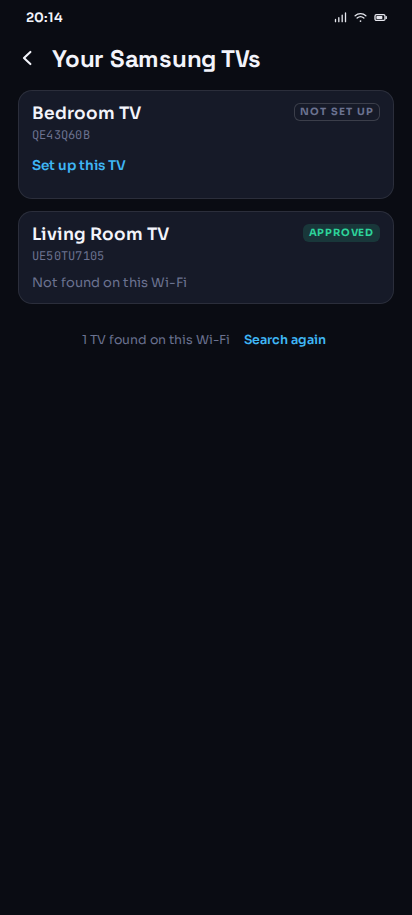 20:14
Your Samsung TVs
Bedroom TV
NOT SET UP
QE43Q60B
Set up this TV
Living Room TV
APPROVED
UE50TU7105
Not found on this Wi-Fi
1 TV found on this Wi-Fi Search again